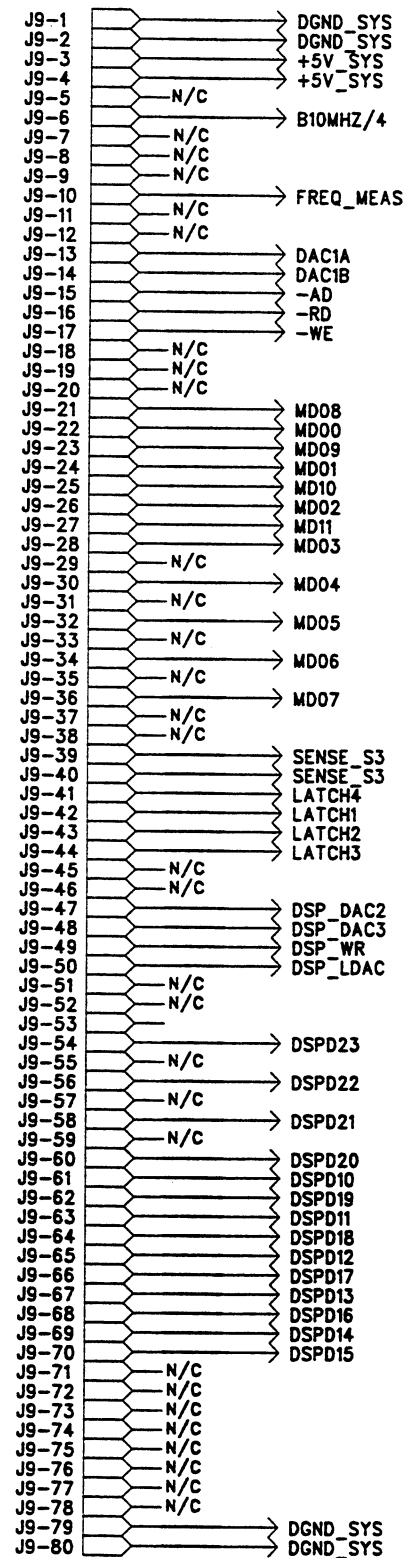 J9-1 DGND_SYS
J9-2 DGND_SYS
J9-3 +5V_SYS
J9-4 +5V_SYS
J9-5 N/C
J9-6 B10MHZ/4
J9-7 N/C
J9-8 N/C
J9-9 N/C
J9-10 FREQ_MEAS
J9-11 N/C
J9-12 N/C
J9-13 DAC1A
J9-14 DAC1B
J9-15 -AD
J9-16 -RD
J9-17 -WE
J9-18 N/C
J9-19 N/C
J9-20 N/C
J9-21 MD08
J9-22 MD00
J9-23 MD09
J9-24 MD01
J9-25 MD10
J9-26 MD02
J9-27 MD11
J9-28 MD03
J9-29 N/C
J9-30 MD04
J9-31 N/C
J9-32 MD05
J9-33 N/C
J9-34 MD06
J9-35 N/C
J9-36 MD07
J9-37 N/C
J9-38 N/C
J9-39 SENSE_S3
J9-40 SENSE_S3
J9-41 LATCH4
J9-42 LATCH1
J9-43 LATCH2
J9-44 LATCH3
J9-45 N/C
J9-46 N/C
J9-47 DSP_DAC2
J9-48 DSP_DAC3
J9-49 DSP_WR
J9-50 DSP_LDAC
J9-51 N/C
J9-52 N/C
J9-53
J9-54 DSPD23
J9-55 N/C
J9-56 DSPD22
J9-57 N/C
J9-58 DSPD21
J9-59 N/C
J9-60 DSPD20
J9-61 DSPD10
J9-62 DSPD19
J9-63 DSPD11
J9-64 DSPD18
J9-65 DSPD12
J9-66 DSPD17
J9-67 DSPD13
J9-68 DSPD16
J9-69 DSPD14
J9-70 DSPD15
J9-71 N/C
J9-72 N/C
J9-73 N/C
J9-74 N/C
J9-75 N/C
J9-76 N/C
J9-77 N/C
J9-78 N/C
J9-79 DGND_SYS
J9-80 DGND_SYS